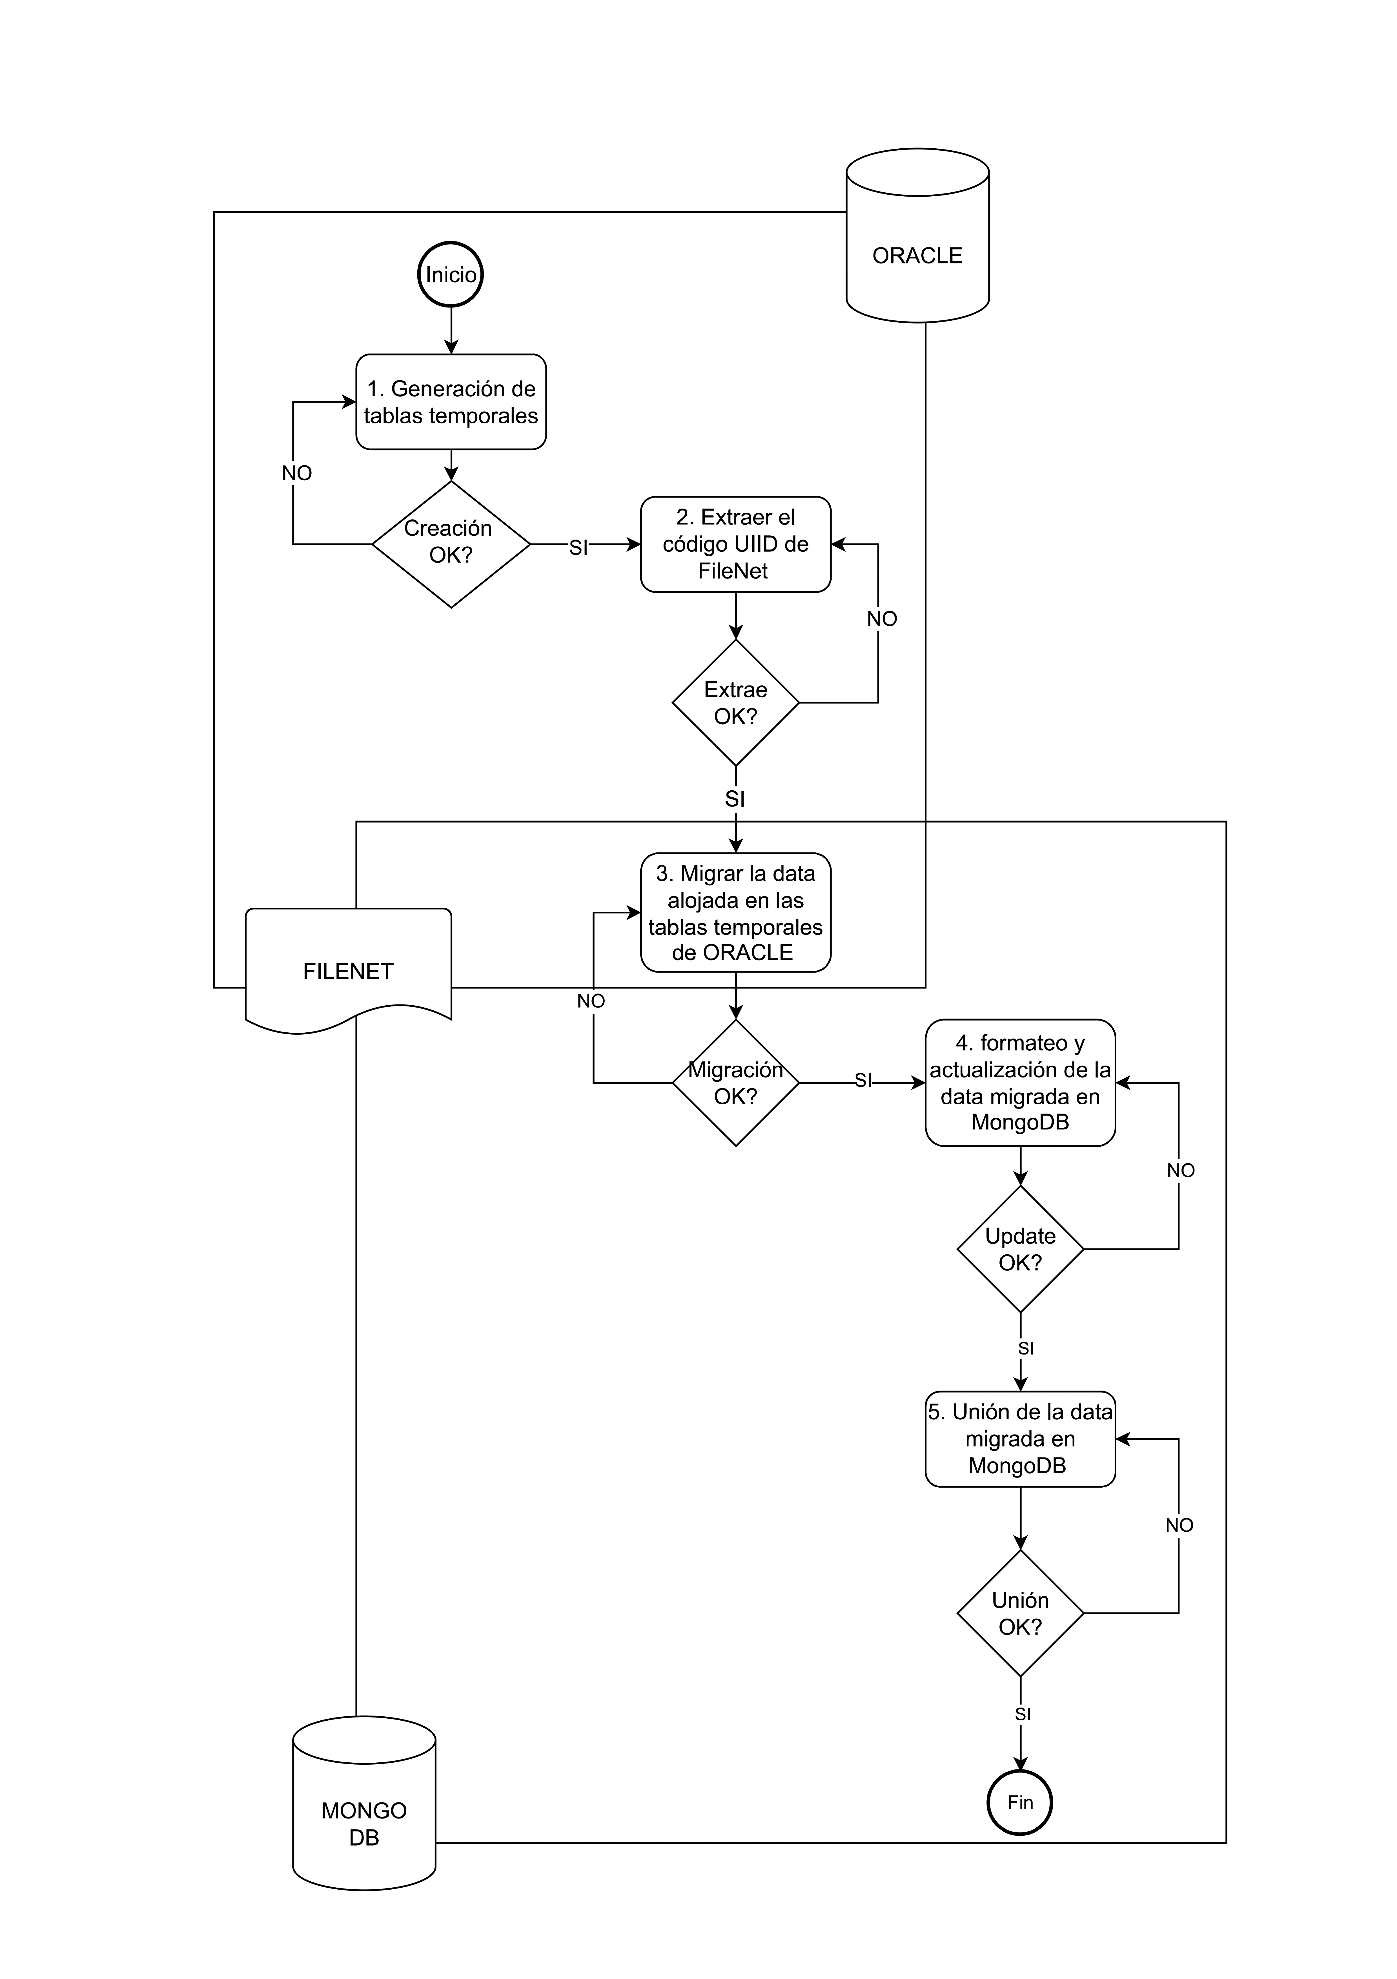 ORACLE
Inicio
1. Generación de
tablas temporales
NO
Creación
OK?
SI
2. Extraer el
código UIID de
FileNet
NO
Extrae
OK?
SI
3. Migrar la data
alojada en las
tablas temporales
de ORACLE
FILENET
NO
Migración
OK?
SI
4. formateo y
actualización de la
data migrada en
MongoDB
NO
Update
OK?
SI
5. Unión de la data
migrada en
MongoDB
NO
Unión
OK?
SI
Fin
MONGO
DB